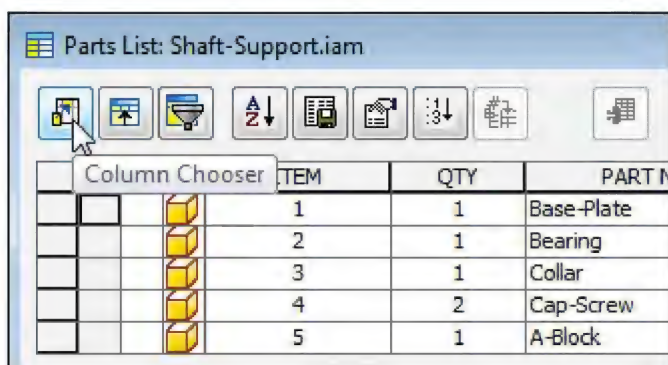 Parts List: Shaft-Support.iam
Column Chooser TEM QTY PART N
1 1 Base-Plate
2 1 Bearing
3 1 Collar
4 2 Cap-Screw
5 1 A-Block